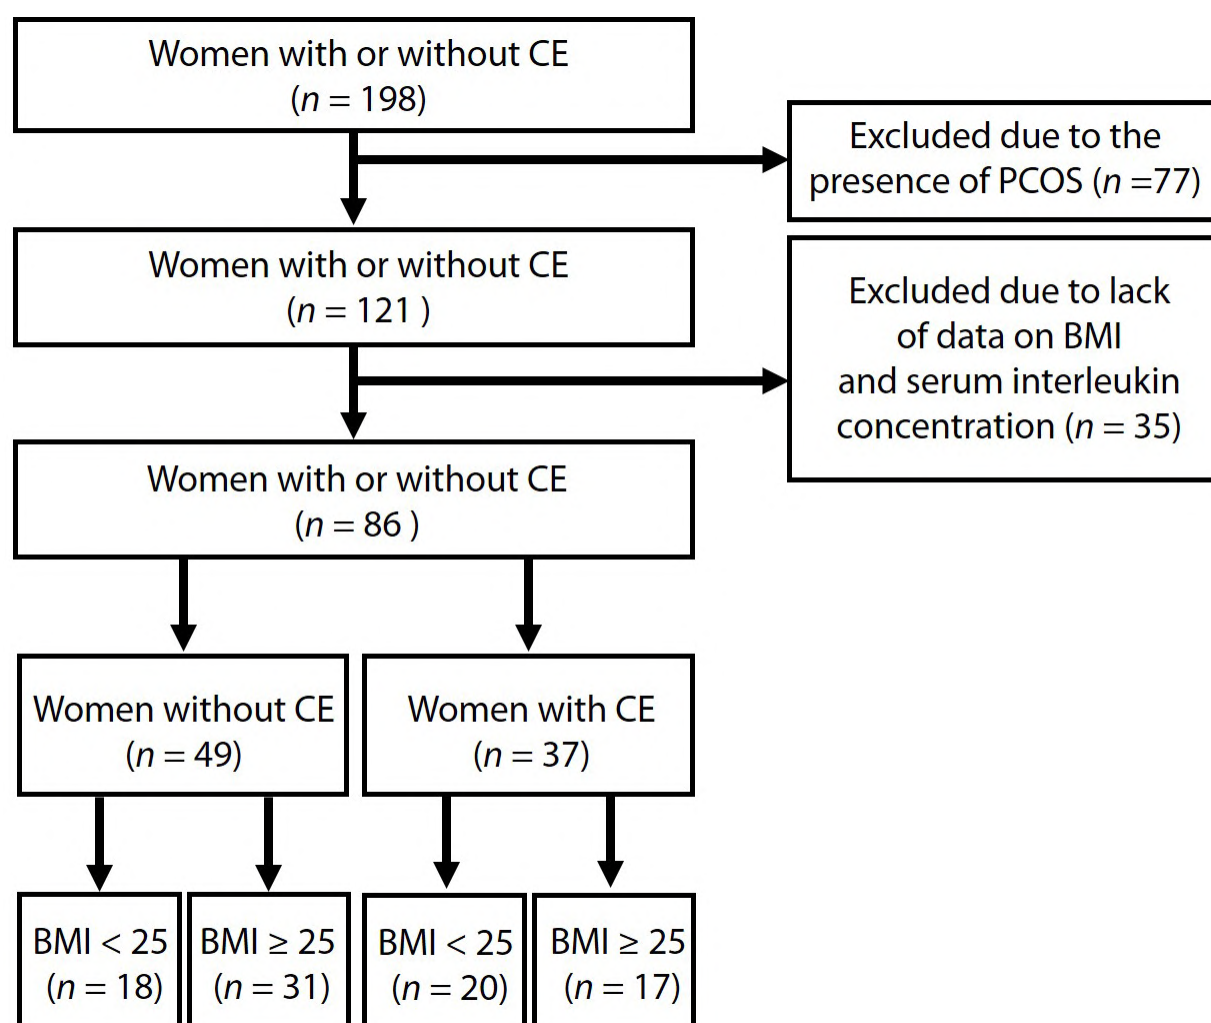 Women with or without CE
(n = 198)
Excluded due to the
presence of PCOS (n =77)
Women with or without CE
(n = 121 )
Excluded due to lack
of data on BMI
and serum interleukin
concentration (n = 35)
Women with or without CE
(n = 86 )
Women without CE
(n = 49)
Women with CE
(n = 37)
BMI < 25
(n = 18)
BMI ≥ 25
(n = 31)
BMI < 25
(n = 20)
BMI ≥ 25
(n = 17)